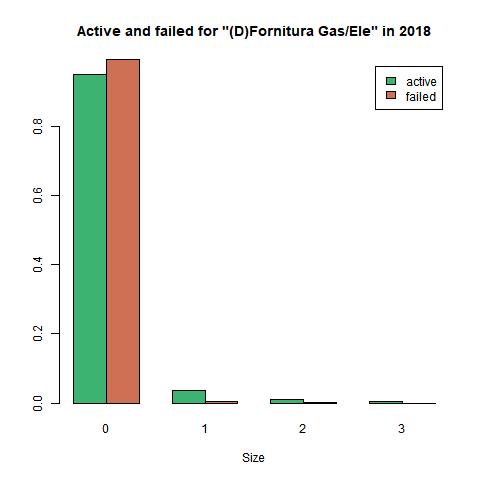 Active and failed for "(D)Fornitura Gas/Ele" in 2018
active
failed
0.8
0.6
0.4
0.2
0.0
0 1 2 3
Size